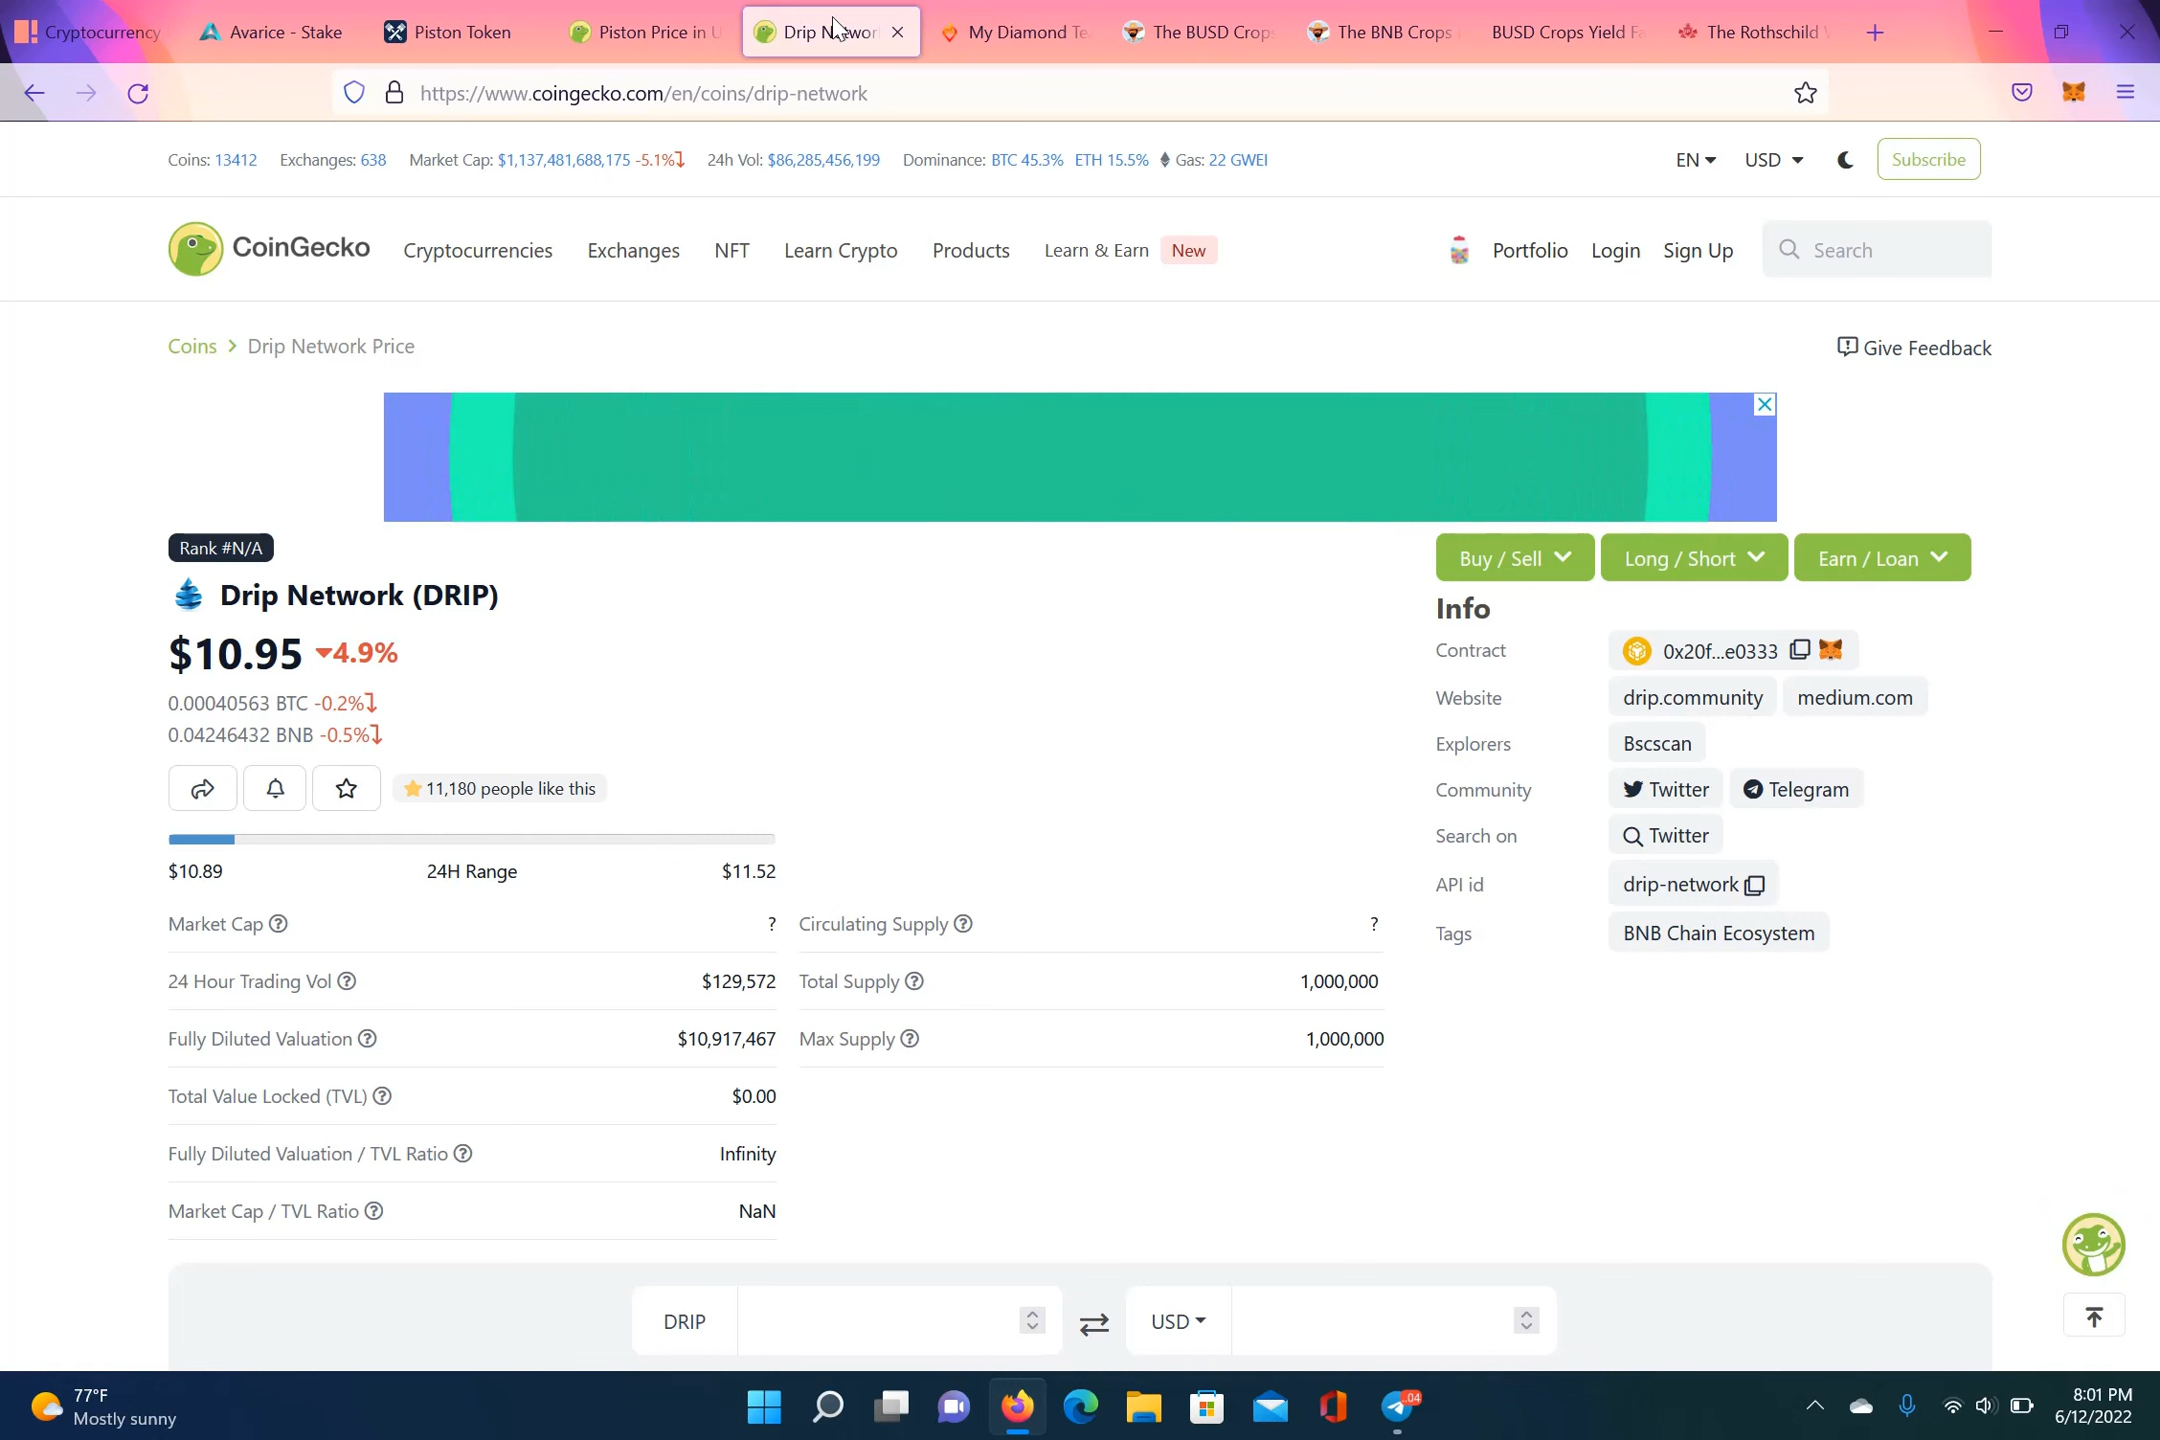 Cryptocurrency
Avarice - Stake
Piston Token
Piston Price in U
Drip Networ
My Diamond Te
The BUSD Crops
The BNB Crops
BUSD Crops Yield Fa
The Rothschild
https://www.coingecko.com/en/coins/drip-network
Coins: 13412 Exchanges: 638 Market Cap: $1,137,481,688,175 -5.1% 24h Vol: $86,285,456,199 Dominance: BTC 45.3% ETH 15.5% Gas: 22 GWEI
EN USD Subscribe
CoinGecko Cryptocurrencies Exchanges NFT Learn Crypto Products Learn & Earn New Portfolio Login Sign Up Search
Coins > Drip Network Price
Give Feedback
Rank #N/A
Drip Network (DRIP)
$10.95 4.9%
0.00040563 BTC -0.2%
0.04246432 BNB -0.5%
11,180 people like this
$10.89 24H Range $11.52
Market Cap ?
24 Hour Trading Vol $129,572
Fully Diluted Valuation $10,917,467
Total Value Locked (TVL) $0.00
Fully Diluted Valuation / TVL Ratio Infinity
Market Cap / TVL Ratio NaN
Circulating Supply ?
Total Supply 1,000,000
Max Supply 1,000,000
Buy / Sell Long / Short Earn / Loan
Info
Contract 0x20f...e0333
Website drip.community medium.com
Explorers Bscscan
Community Twitter Telegram
Search on Twitter
API id drip-network
Tags BNB Chain Ecosystem
DRIP USD
77°F
Mostly sunny
04
8:01 PM
6/12/2022